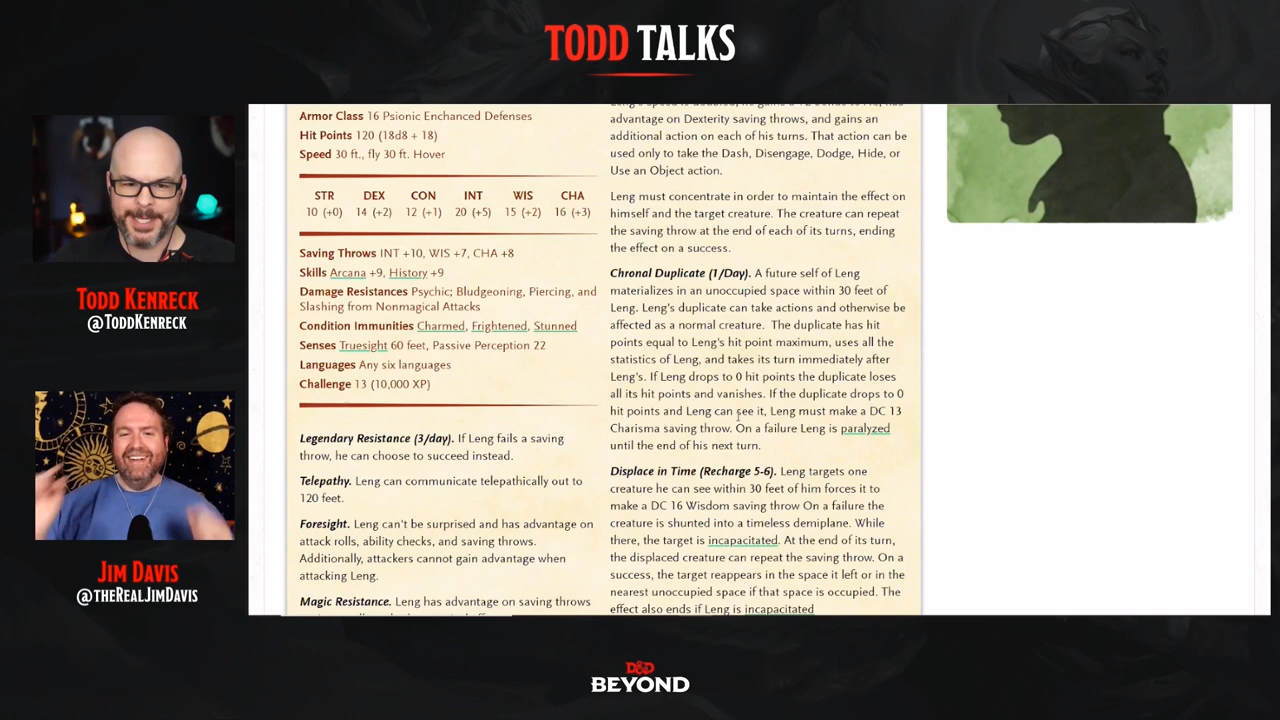 TODD TALKS
Todd Kenreck
@ToddKenreck
Jim Davis
@theRealJimDavis
Armor Class 16 Psionic Enchanced Defenses
Hit Points 120 (18d8 + 18)
Speed 30 ft., fly 30 ft. Hover
STR DEX CON INT WIS CHA
10 (+0) 14 (+2) 12 (+1) 20 (+5) 15 (+2) 16 (+3)
Saving Throws INT +10, WIS +7, CHA +8
Skills Arcana +9, History +9
Damage Resistances Psychic; Bludgeoning, Piercing, and
Slashing from Nonmagical Attacks
Condition Immunities Charmed, Frightened, Stunned
Senses Truesight 60 feet, Passive Perception 22
Languages Any six languages
Challenge 13 (10,000 XP)
Legendary Resistance (3/day). If Leng fails a saving
throw, he can choose to succeed instead.
Telepathy. Leng can communicate telepathically out to
120 feet.
Foresight. Leng can't be surprised and has advantage on
attack rolls, ability checks, and saving throws.
Additionally, attackers cannot gain advantage when
attacking Leng.
Magic Resistance. Leng has advantage on saving throws
advantage on Dexterity saving throws, and gains an
additional action on each of his turns. That action can be
used only to take the Dash, Disengage, Dodge, Hide, or
Use an Object action.
Leng must concentrate in order to maintain the effect on
himself and the target creature. The creature can repeat
the saving throw at the end of each of its turns, ending
the effect on a success.
Chronal Duplicate (1/Day). A future self of Leng
materializes in an unoccupied space within 30 feet of
Leng. Leng's duplicate can take actions and otherwise be
affected as a normal creature. The duplicate has hit
points equal to Leng's hit point maximum, uses all the
statistics of Leng, and takes its turn immediately after
Leng's. If Leng drops to 0 hit points the duplicate loses
all its hit points and vanishes. If the duplicate drops to 0
hit points and Leng can see it, Leng must make a DC 13
Charisma saving throw. On a failure Leng is paralyzed
until the end of his next turn.
Displace in Time (Recharge 5-6). Leng targets one
creature he can see within 30 feet of him forces it to
make a DC 16 Wisdom saving throw On a failure the
creature is shunted into a timeless demiplane. While
there, the target is incapacitated. At the end of its turn,
the displaced creature can repeat the saving throw. On a
success, the target reappears in the space it left or in the
nearest unoccupied space if that space is occupied. The
effect also ends if Leng is incapacitated
D&D
BEYOND